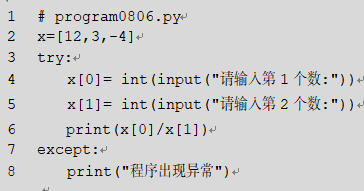 1 # program0806.py
2 x=[12,3,-4]
3 try:
4 x[0]= int(input("请输入第 1 个数:"))
5 x[1]= int(input("请输入第 2 个数:"))
6 print(x[0]/x[1])
7 except:
8 print("程序出现异常")